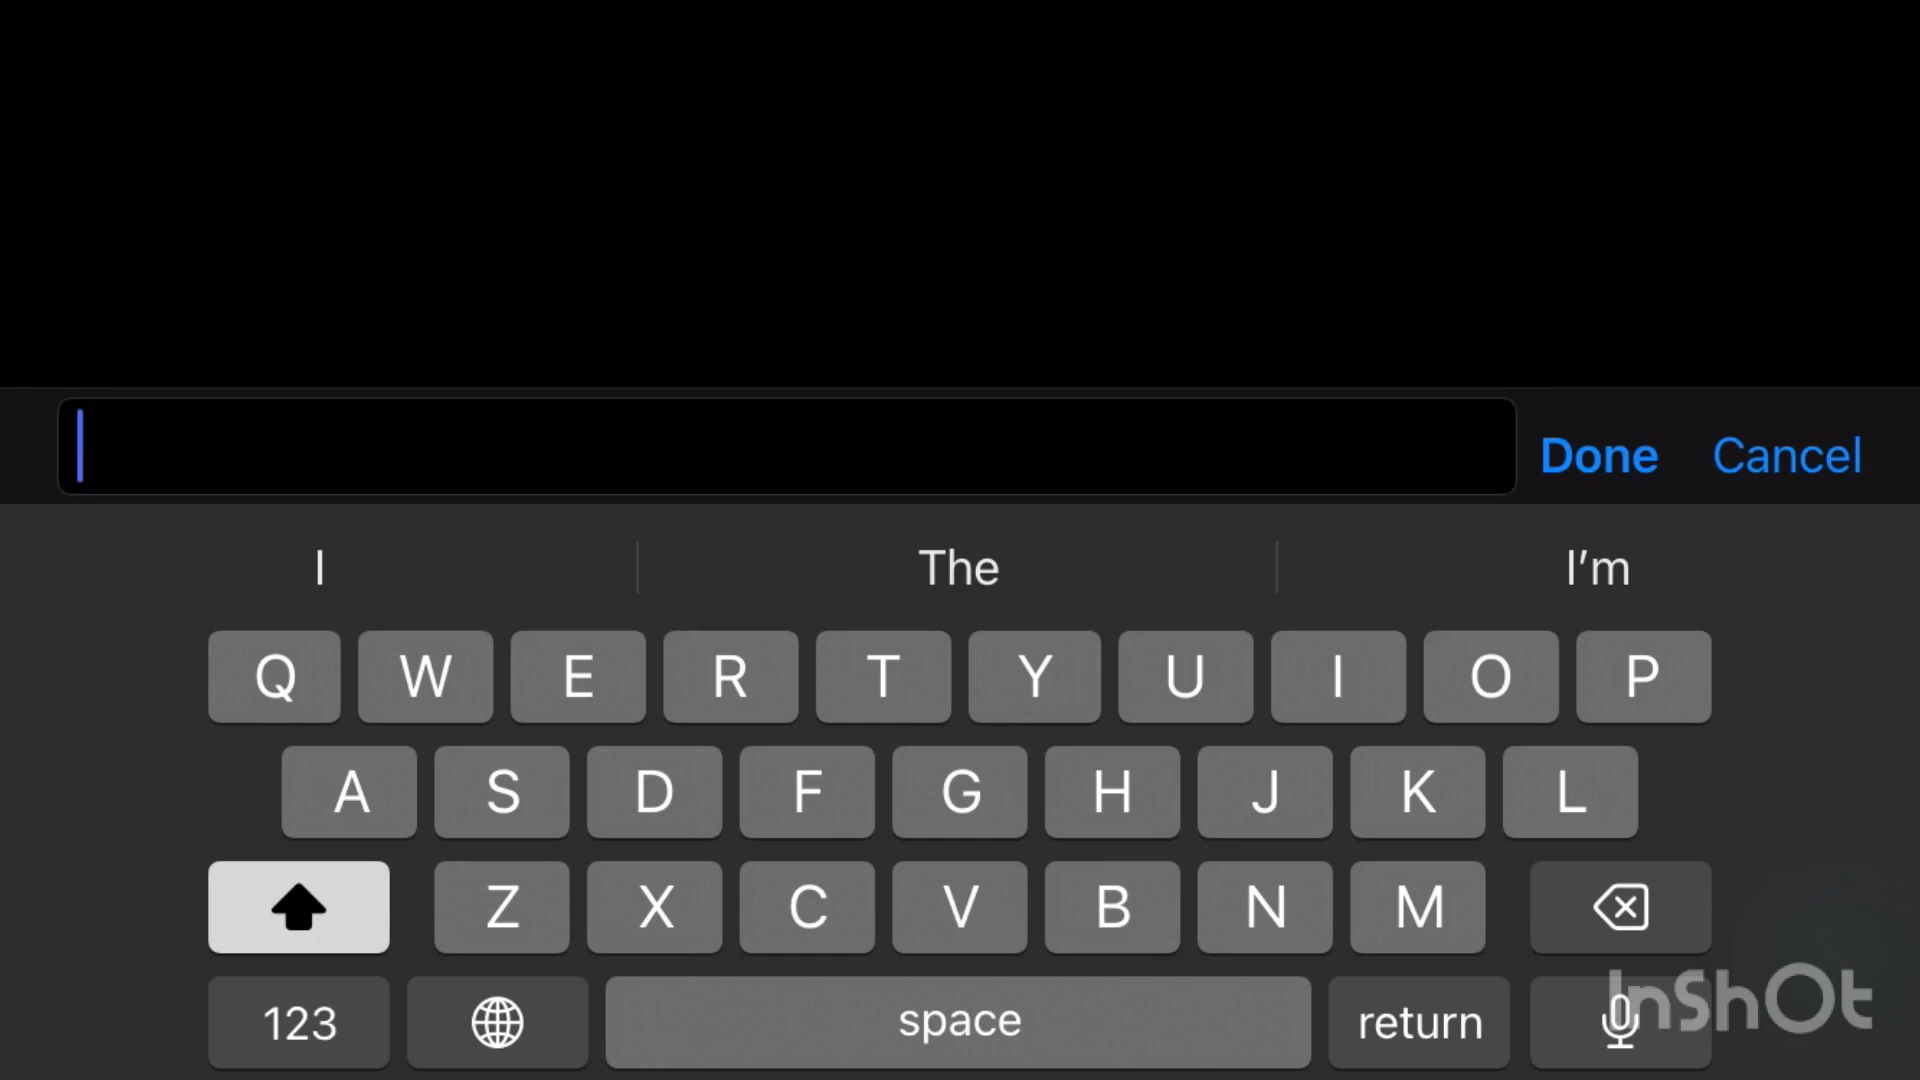 Done Cancel
I The I'm
Q W E R T Y U I O P
A S D F G H J K L
Z X C V B N M
123 space return
InShOt